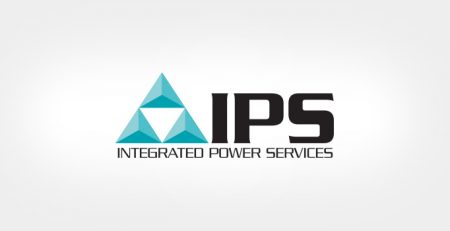 IPS
INTEGRATED POWER SERVICES